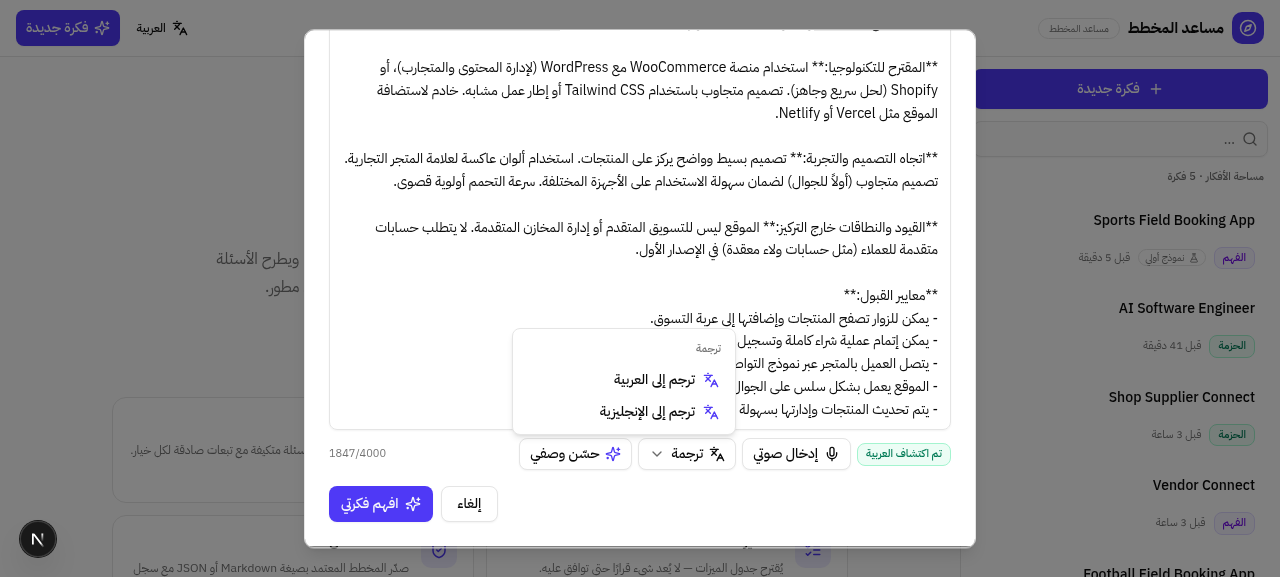 مساعد المخطط
مساعد المخطط
العربية
فكرة جديدة
فكرة جديدة
...
مساحة الأفكار · 5 فكرة
Sports Field Booking App
الفهم
نموذج أولي
قبل 5 دقيقة
AI Software Engineer
الحزمة
قبل 41 دقيقة
Shop Supplier Connect
الحزمة
قبل 3 ساعة
Vendor Connect
الفهم
قبل 3 ساعة
Football Field Booking App
ويطرح الأسئلة
مطور.
**المقترح للتكنولوجيا:** استخدام منصة WooCommerce مع WordPress (لإدارة المحتوى والمتجارب)، أو
Shopify (لحل سريع وجاهز). تصميم متجاوب باستخدام Tailwind CSS أو إطار عمل مشابه. خادم لاستضافة
الموقع مثل Vercel أو Netlify.
**اتجاه التصميم والتجربة:** تصميم بسيط وواضح يركز على المنتجات. استخدام ألوان عاكسة لعلامة المتجر التجارية.
تصميم متجاوب (أولاً للجوال) لضمان سهولة الاستخدام على الأجهزة المختلفة. سرعة التحمم أولوية قصوى.
**القيود والنطاقات خارج التركيز:** الموقع ليس للتسويق المتقدم أو إدارة المخازن المتقدمة. لا يتطلب حسابات
متقدمة للعملاء (مثل حسابات ولاء معقدة) في الإصدار الأول.
**معايير القبول:**
- يمكن للزوار تصفح المنتجات وإضافتها إلى عربة التسوق.
- يمكن إتمام عملية شراء كاملة وتسجيل
- يتصل العميل بالمتجر عبر نموذج
- الموقع يعمل بشكل سلس على الجوال
- يتم تحديث المنتجات وإدارتها بسهولة
ترجمة
ترجم إلى العربية
ترجم إلى الإنجليزية
تم اكتشاف العربية
إدخال صوتي
ترجمة
حسّن وصفي
1847/4000
إلغاء
افهم فكرتي
أسئلة متكيفة مع تبعات صادقة لكل خيار.
يُقترح جدول الميزات — لا يُعد شيء قرارًا حتى توافق عليه.
صدّر المخطط المعتمد بصيغة Markdown أو JSON مع سجل
N